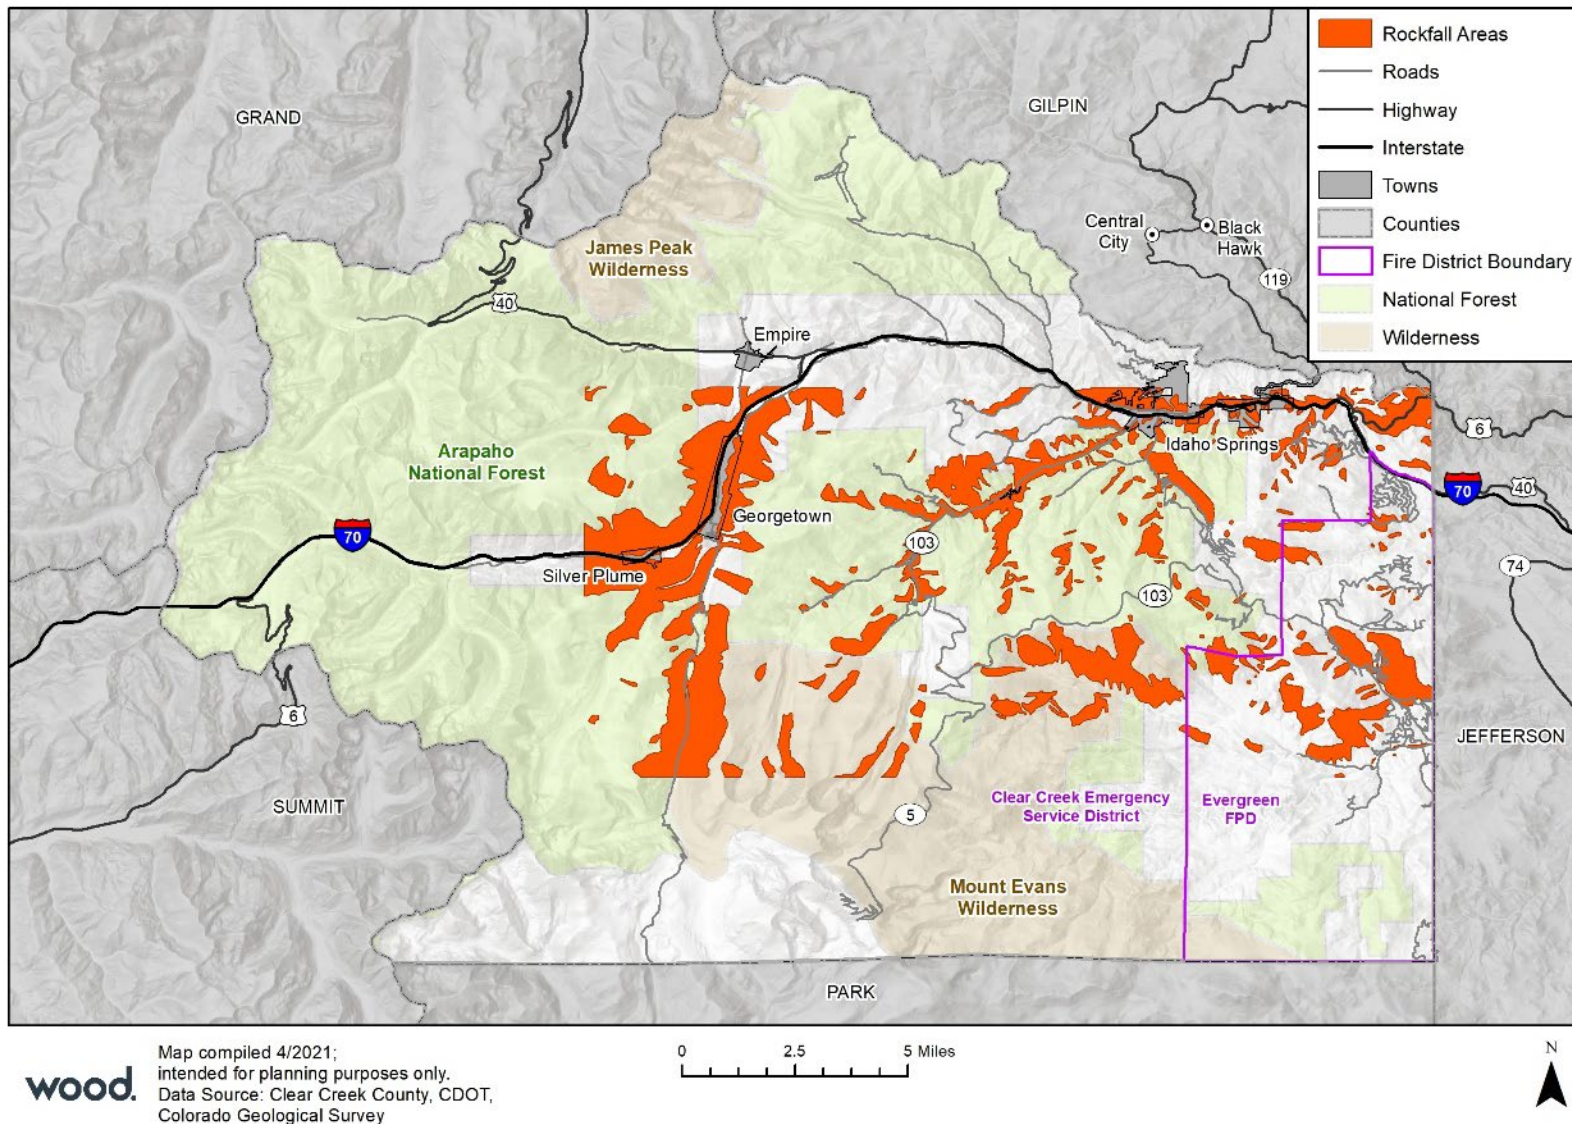 GRAND
GILPIN
Rockfall Areas
Roads
Highway
Interstate
Towns
Counties
Fire District Boundary
National Forest
Wilderness
Central
City
Black
Hawk
119
James Peak
Wilderness
40
Empire
6
Idaho Springs
Arapaho
National Forest
70
40
Georgetown
70
103
Silver Plume
74
103
6
JEFFERSON
SUMMIT
Clear Creek Emergency
Service District
Evergreen
FPD
5
Mount Evans
Wilderness
PARK
wood.
Map compiled 4/2021;
intended for planning purposes only.
Data Source: Clear Creek County, CDOT,
Colorado Geological Survey
0 2.5 5 Miles
N